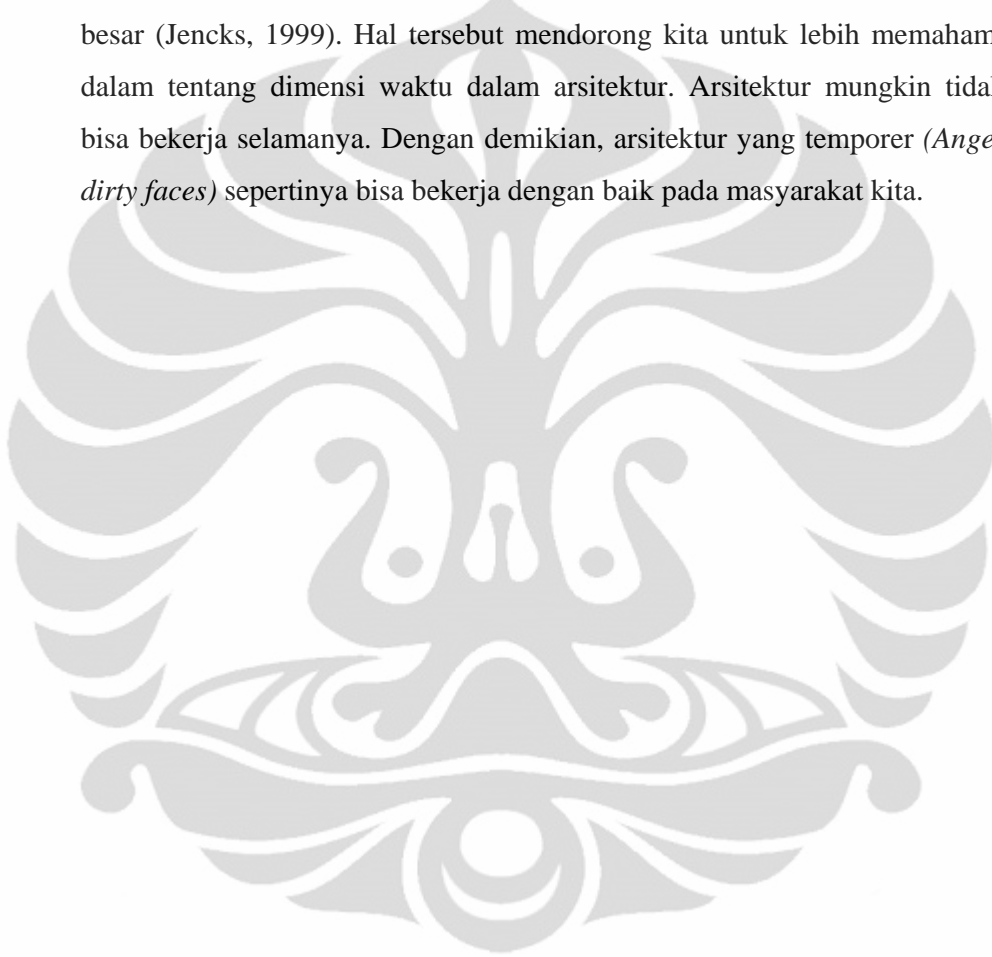 besar (Jencks, 1999). Hal tersebut mendorong kita untuk lebih memaham
dalam tentang dimensi waktu dalam arsitektur. Arsitektur mungkin tidak
bisa bekerja selamanya. Dengan demikian, arsitektur yang temporer (Ange
dirty faces) sepertinya bisa bekerja dengan baik pada masyarakat kita.